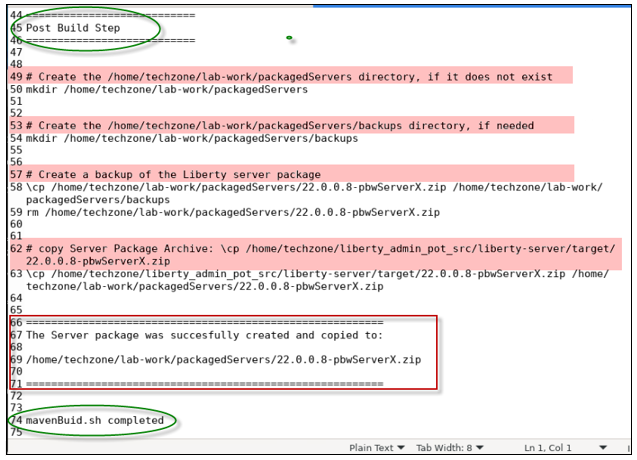 44 ===========================
45 Post Build Step
46 ===========================
47
48
49 # Create the /home/techzone/lab-work/packagedServers directory, if it does not exist
50 mkdir /home/techzone/lab-work/packagedServers
51
52
53 # Create the /home/techzone/lab-work/packagedServers/backups directory, if needed
54 mkdir /home/techzone/lab-work/packagedServers/backups
55
56
57 # Create a backup of the Liberty server package
58 \cp /home/techzone/lab-work/packagedServers/22.0.0.8-pbwServerX.zip /home/techzone/lab-work/
packagedServers/backups
59 rm /home/techzone/lab-work/packagedServers/22.0.0.8-pbwServerX.zip
60
61
62 # copy Server Package Archive: \cp /home/techzone/liberty_admin_pot_src/liberty-server/target/
22.0.0.8-pbwServerX.zip
63 \cp /home/techzone/liberty_admin_pot_src/liberty-server/target/22.0.0.8-pbwServerX.zip /home/
techzone/lab-work/packagedServers/22.0.0.8-pbwServerX.zip
64
65
66 =========================================================
67 The Server package was succesfully created and copied to:
68
69 /home/techzone/lab-work/packagedServers/22.0.0.8-pbwServerX.zip
70
71 =========================================================
72
73
74 mavenBuid.sh completed
75
Plain Text Tab Width: 8 Ln 1, Col 1